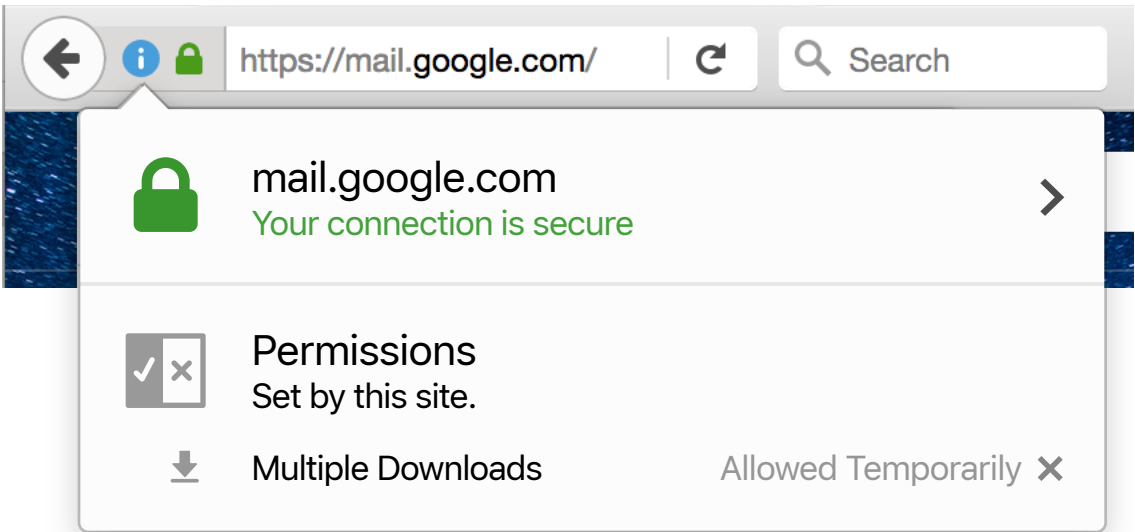 https://mail.google.com/
Search
mail.google.com
Your connection is secure
Permissions
Set by this site.
Multiple Downloads Allowed Temporarily